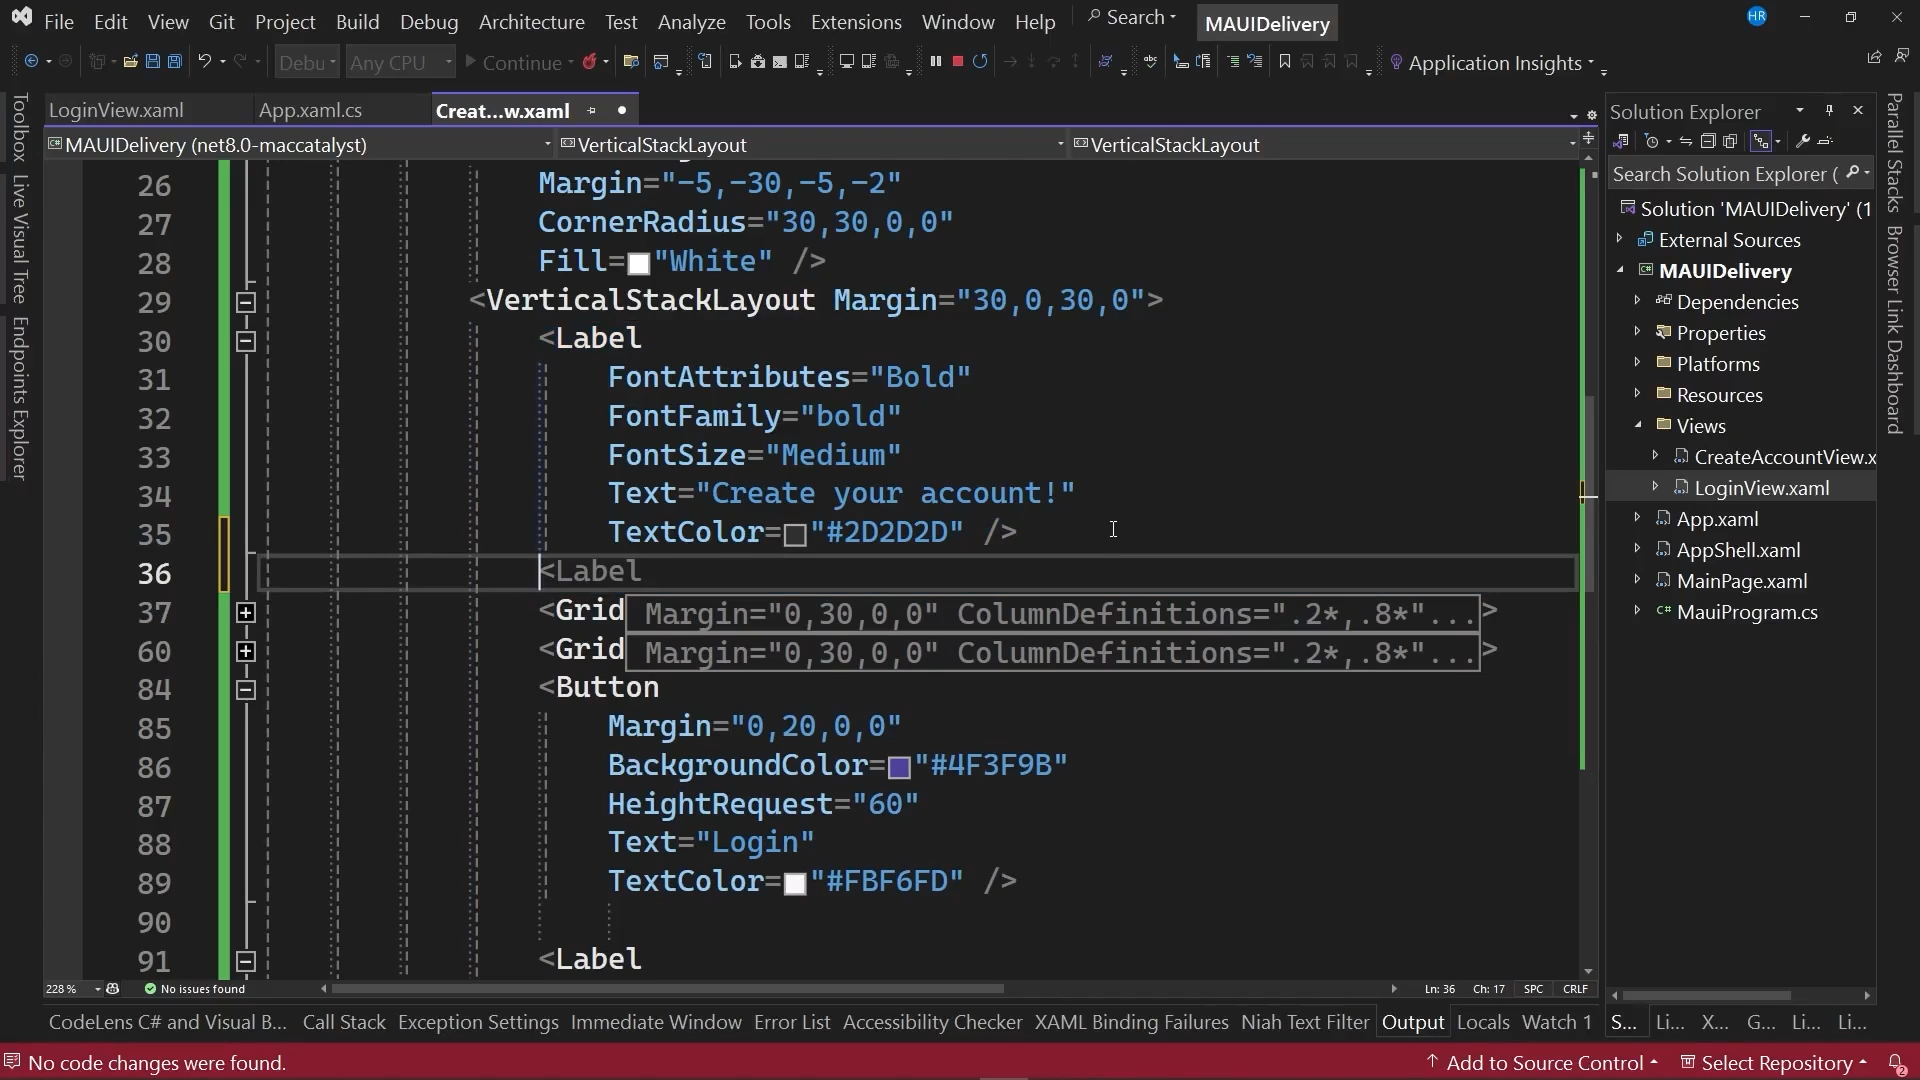 File Edit View Git Project Build Debug Architecture Test Analyze Tools Extensions Window Help Search MAUIDelivery HR
Debu Any CPU Continue Application Insights
LoginView.xaml App.xaml.cs Creat...w.xaml
MAUIDelivery (net8.0-maccatalyst) VerticalStackLayout VerticalStackLayout
Toolbox
Live Visual Tree
Endpoints Explorer
26 Margin="-5,-30,-5,-2"
27 CornerRadius="30,30,0,0"
28 Fill="White" />
29 <VerticalStackLayout Margin="30,0,30,0">
30 <Label
31 FontAttributes="Bold"
32 FontFamily="bold"
33 FontSize="Medium"
34 Text="Create your account!"
35 TextColor="#2D2D2D" />
36 <Label
37 <Grid Margin="0,30,0,0" ColumnDefinitions=".2*,.8*"...>
60 <Grid Margin="0,30,0,0" ColumnDefinitions=".2*,.8*"...>
84 <Button
85 Margin="0,20,0,0"
86 BackgroundColor="#4F3F9B"
87 HeightRequest="60"
88 Text="Login"
89 TextColor="#FBF6FD" />
90
91 <Label
228 % No issues found Ln: 36 Ch: 17 SPC CRLF
Solution Explorer
Search Solution Explorer (
Solution 'MAUIDelivery' (1
External Sources
MAUIDelivery
Dependencies
Properties
Platforms
Resources
Views
CreateAccountView.x
LoginView.xaml
App.xaml
AppShell.xaml
MainPage.xaml
MauiProgram.cs
Parallel Stacks
Browser Link Dashboard
CodeLens C# and Visual B... Call Stack Exception Settings Immediate Window Error List Accessibility Checker XAML Binding Failures Niah Text Filter Output Locals Watch 1 S... Li... X... G... Li... Li...
No code changes were found. Add to Source Control Select Repository 2